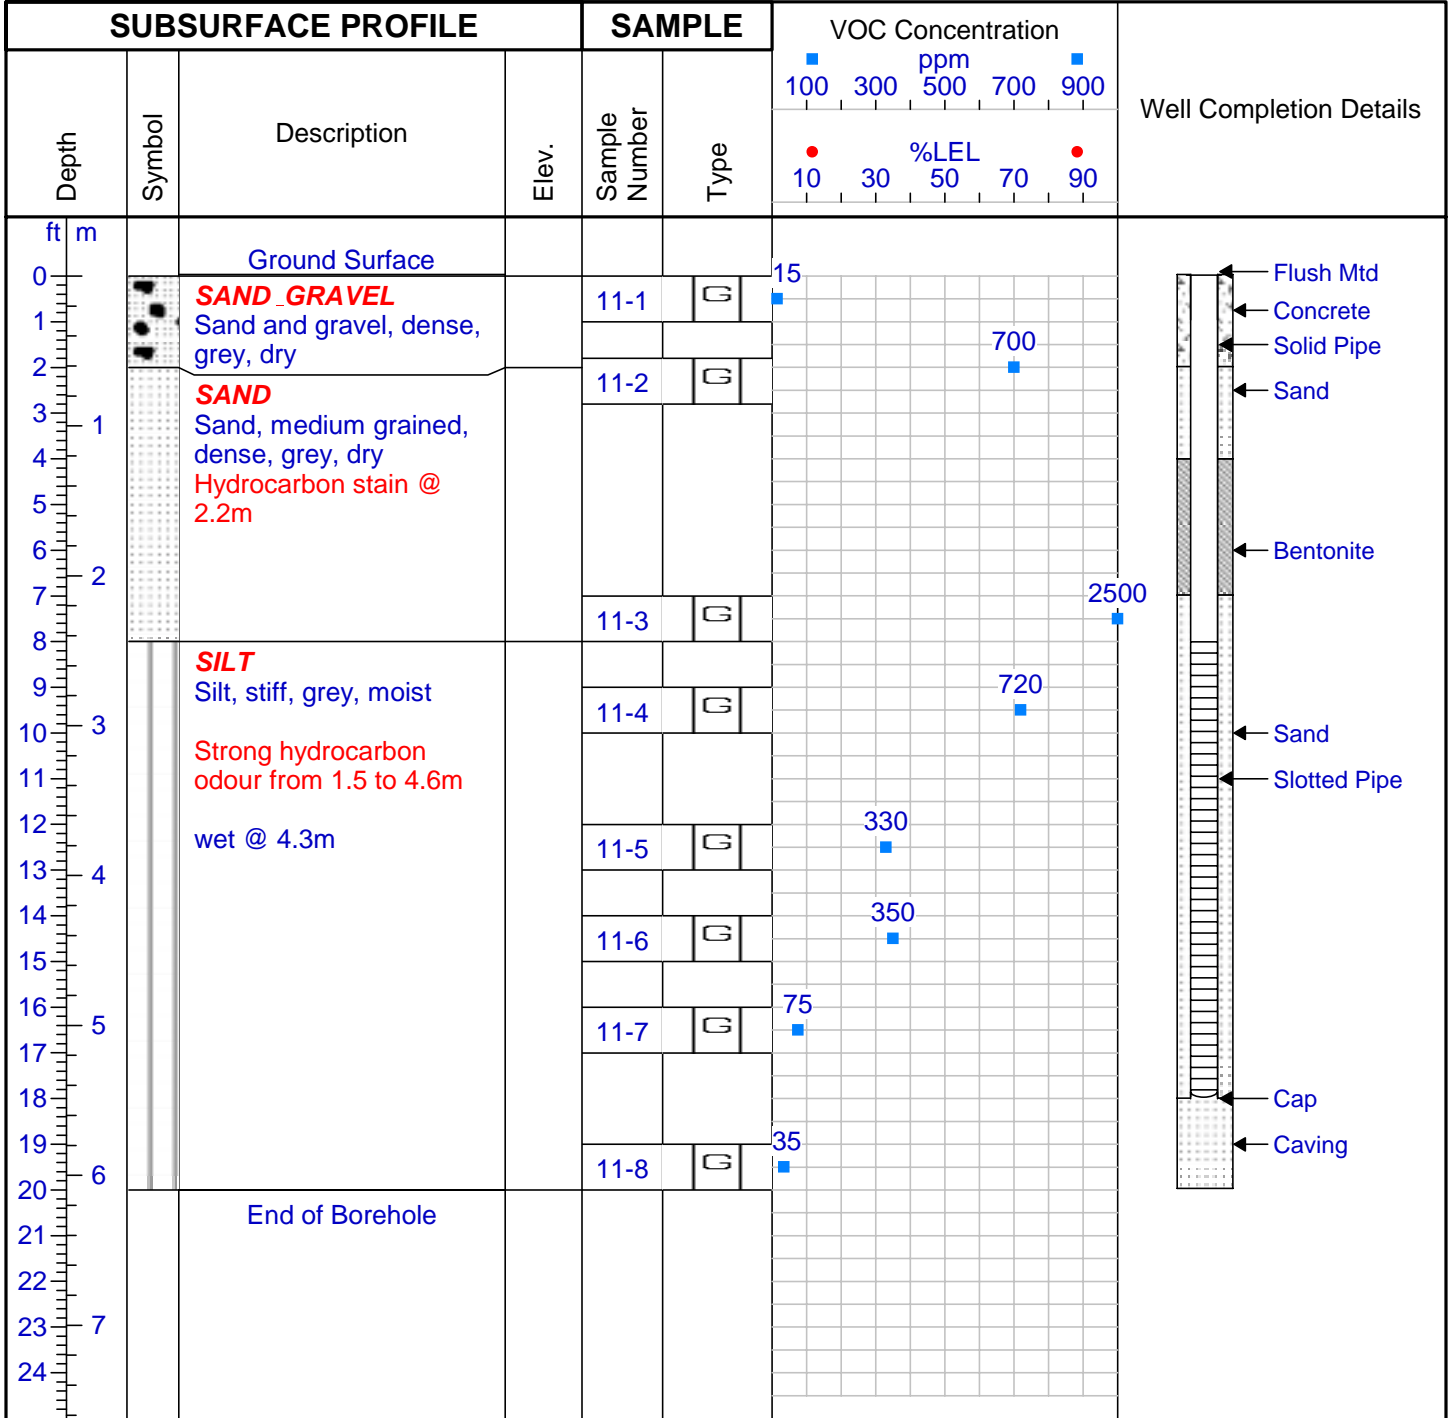 SUBSURFACE PROFILE
SAMPLE
VOC Concentration
ppm
100 300 500 700 900
%LEL
10 30 50 70 90
Well Completion Details
Depth
Symbol
Description
Elev.
Sample
Number
Type
ft m
Ground Surface
0
1
2
3
4
5
6
7
8
9
10
11
12
13
14
15
16
17
18
19
20
21
22
23
24
1
2
3
4
5
6
7
SAND_GRAVEL
Sand and gravel, dense,
grey, dry
SAND
Sand, medium grained,
dense, grey, dry
Hydrocarbon stain @
2.2m
SILT
Silt, stiff, grey, moist
Strong hydrocarbon
odour from 1.5 to 4.6m
wet @ 4.3m
End of Borehole
11-1 G
11-2 G
11-3 G
11-4 G
11-5 G
11-6 G
11-7 G
11-8 G
15
700
2500
720
330
350
75
35
Flush Mtd
Concrete
Solid Pipe
Sand
Bentonite
Sand
Slotted Pipe
Cap
Caving